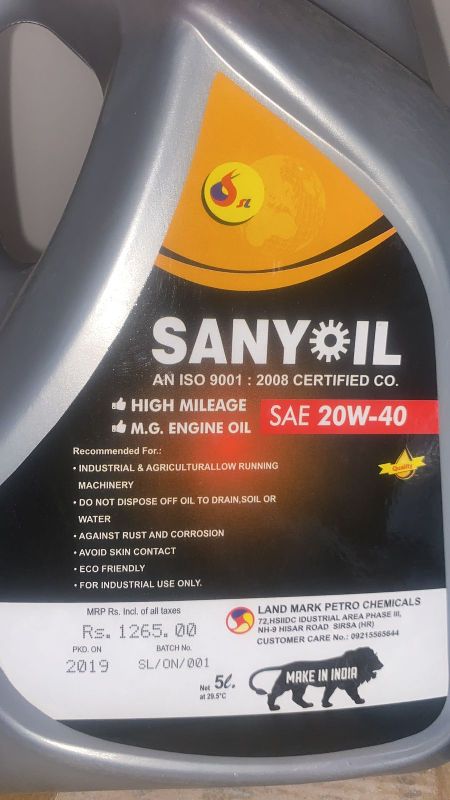 SL
SANYOIL
AN ISO 9001 : 2008 CERTIFIED CO.
HIGH MILEAGE
M.G. ENGINE OIL
SAE 20W-40
Quality
Recommended For.:
• INDUSTRIAL & AGRICULTURALLOW RUNNING
MACHINERY
• DO NOT DISPOSE OFF OIL TO DRAIN,SOIL OR
WATER
• AGAINST RUST AND CORROSION
• AVOID SKIN CONTACT
• ECO FRIENDLY
• FOR INDUSTRIAL USE ONLY.
MRP Rs. Incl. of all taxes
Rs. 1265.00
PKD. ON
BATCH No.
2019
SL/ON/001
Net 5ℓ.
at 29.5°C
LAND MARK PETRO CHEMICALS
72,HSIIDC IDUSTRIAL AREA PHASE III,
NH-9 HISAR ROAD SIRSA (HR)
CUSTOMER CARE No.: 09215565644
MAKE IN INDIA